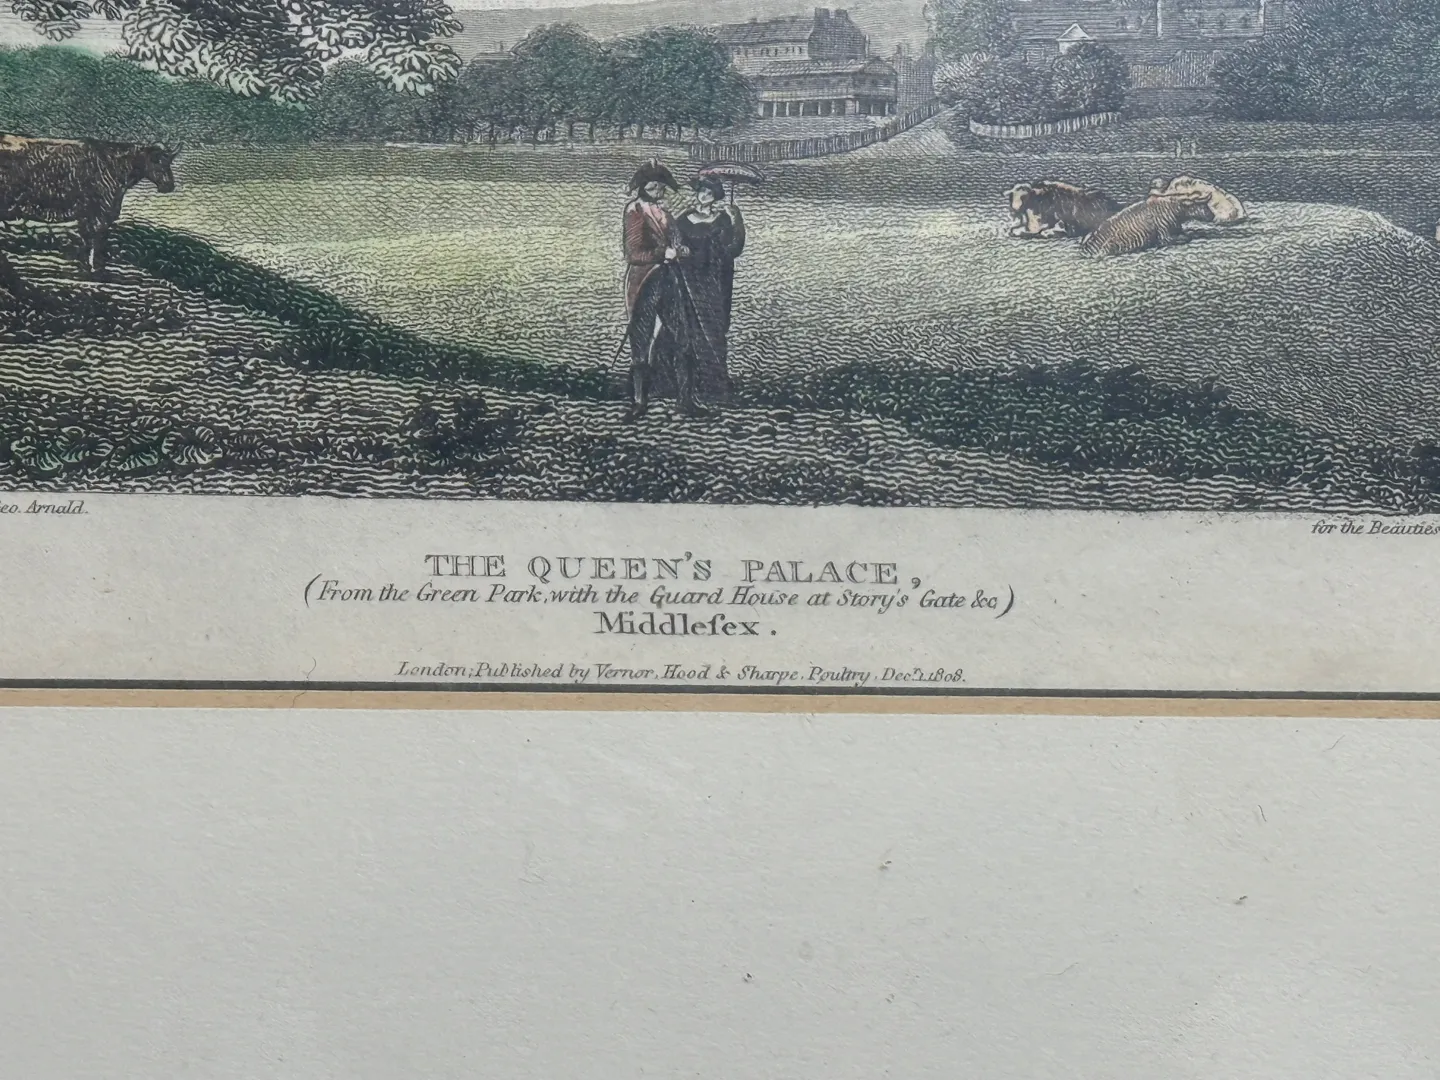 eo. Arnald.
for the Beauties
THE QUEEN'S PALACE,
(From the Green Park, with the Guard House at Story's Gate &c)
Middleſex.
London; Published by Vernor, Hood & Sharpe, Poultry, Decr. 1. 1808.